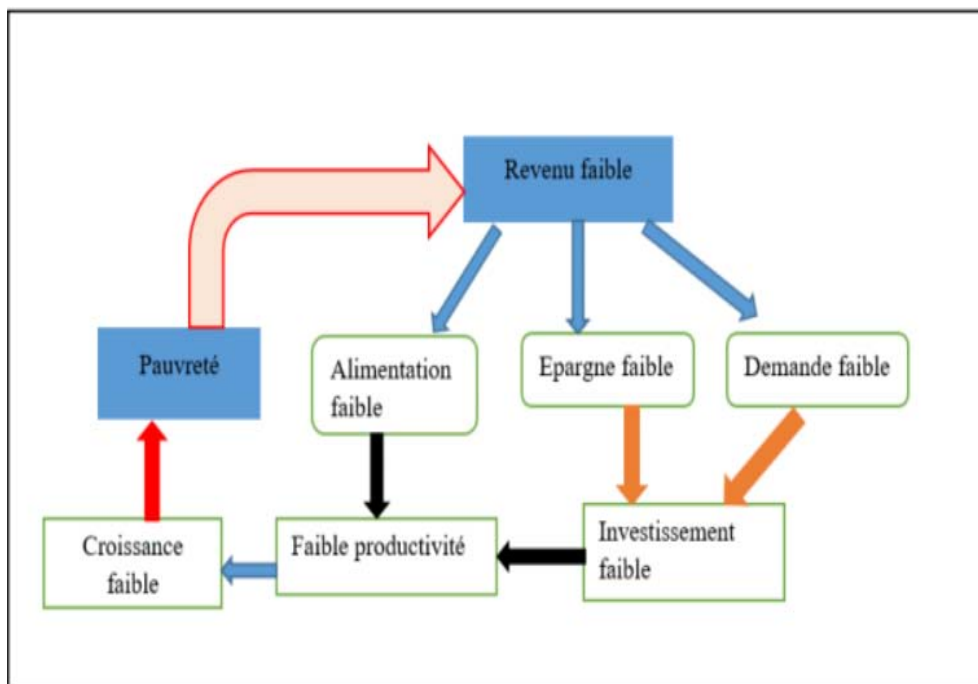 Revenu faible
Pauvreté
Alimentation
faible
Epargne faible
Demande faible
Croissance
faible
Faible productivité
Investissement
faible